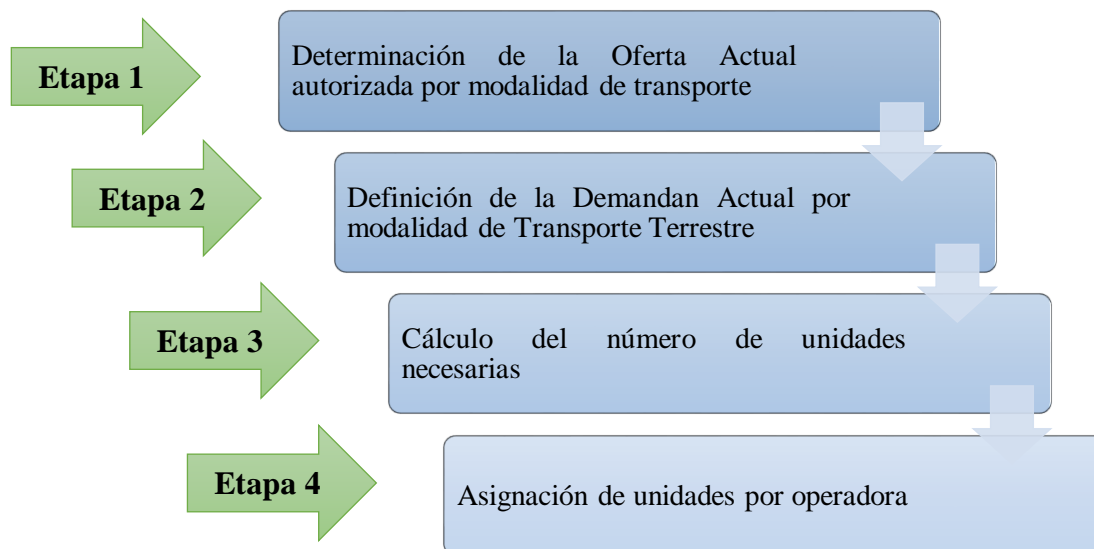 Etapa 1
Determinación de la Oferta Actual
autorizada por modalidad de transporte
Etapa 2
Definición de la Demandan Actual por
modalidad de Transporte Terrestre
Etapa 3
Cálculo del número de unidades
necesarias
Etapa 4
Asignación de unidades por operadora